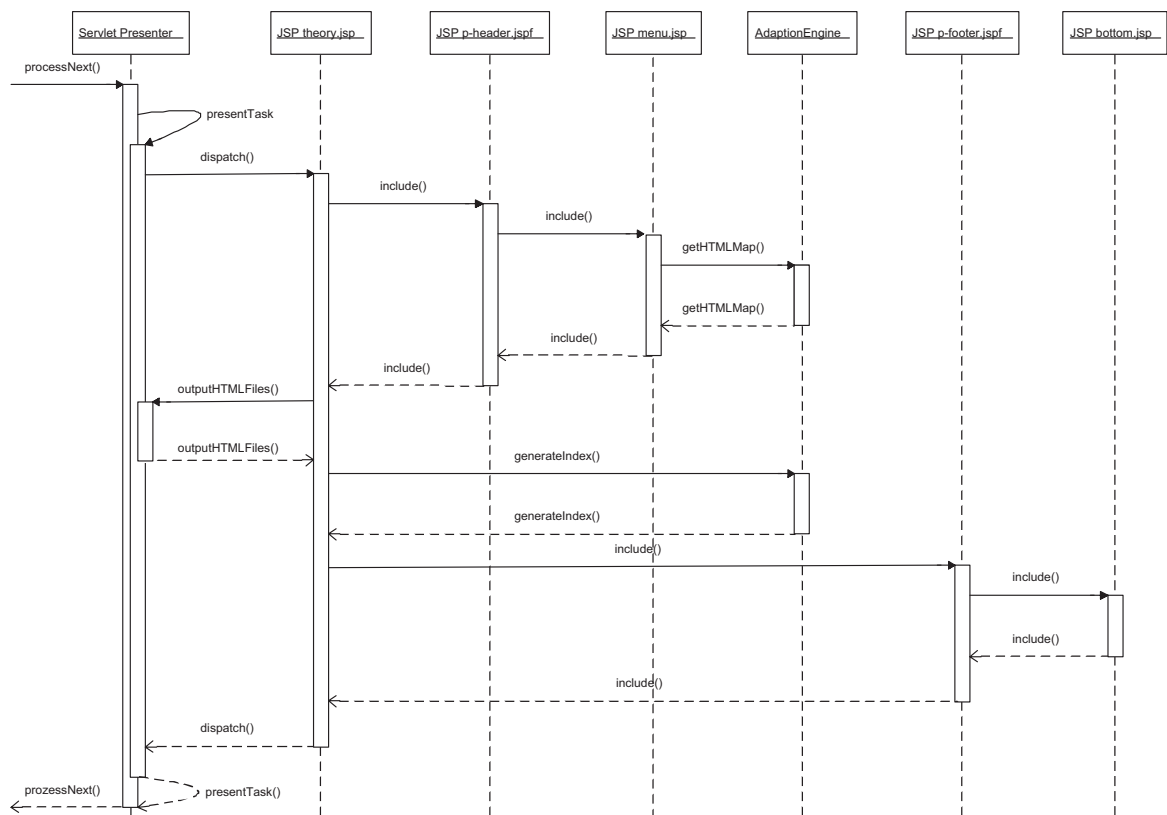 Servlet Presenter
JSP theory.jsp
JSP p-header.jspf
JSP menu.jsp
AdaptionEngine
JSP p-footer.jspf
JSP bottom.jsp
processNext()
presentTask
dispatch()
include()
include()
getHTMLMap()
getHTMLMap()
include()
include()
outputHTMLFiles()
outputHTMLFiles()
generateIndex()
generateIndex()
include()
include()
include()
include()
dispatch()
prozessNext()
presentTask()